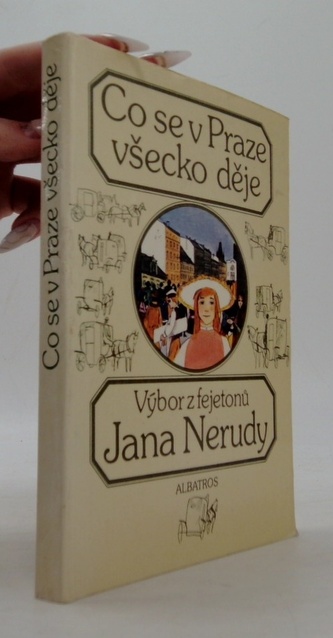 Co se v Praze všecko děje
Co se v Praze
všecko děje
Výbor z fejetonů
Jana Nerudy
ALBATROS